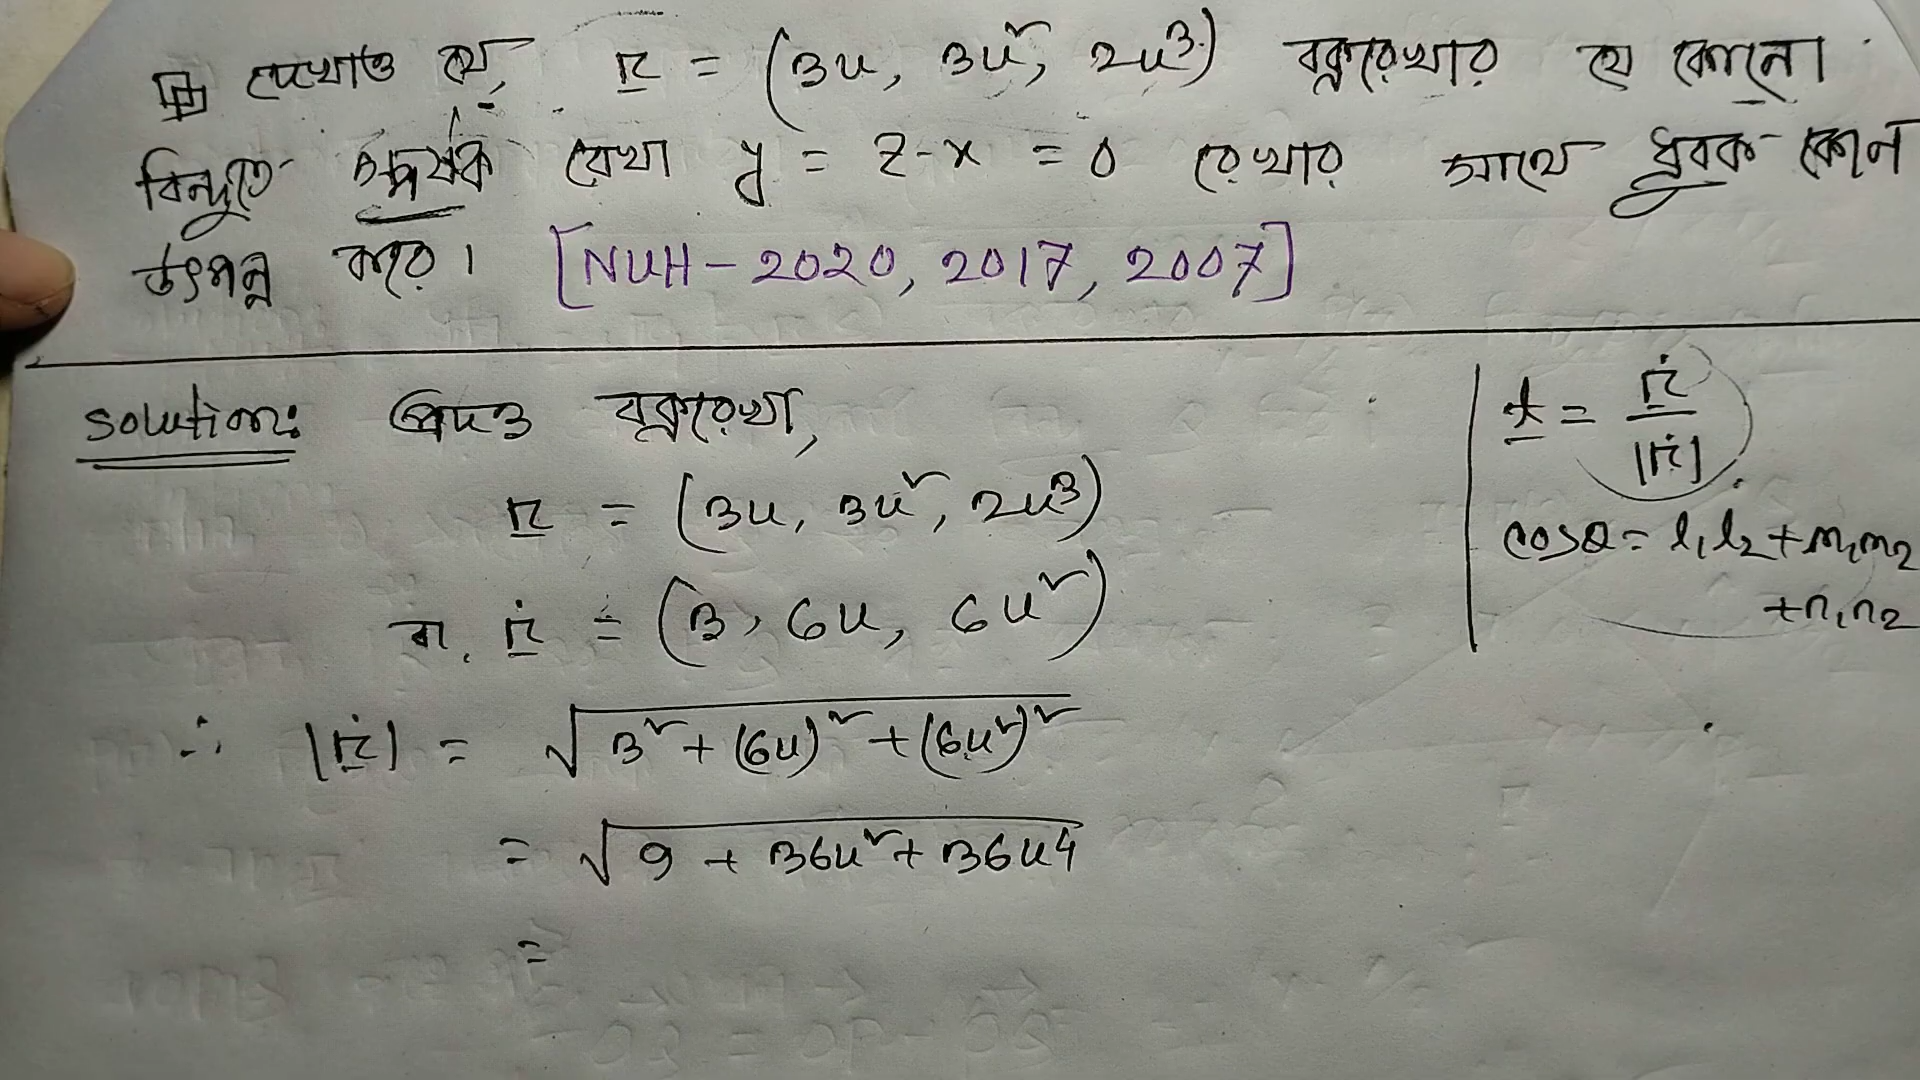 দেখাও যে, r = (3u, 3u², 2u³) বক্ররেখার যে কোনো
বিন্দুতে স্পর্শক রেখা y = z-x = 0 রেখার সাথে ধ্রুবক কোন
উৎপন্ন করে। [NUH-2020, 2017, 2007]
Solution: প্রদত্ত বক্ররেখা,
r = (3u, 3u², 2u³)
বা, ṙ = (3, 6u, 6u²)
∴ |ṙ| = √3² + (6u)² + (6u²)²
= √9 + 36u² + 36u4
=
t = ṙ / |ṙ|
cosθ = l₁l₂ + m₁m₂
+ n₁n₂